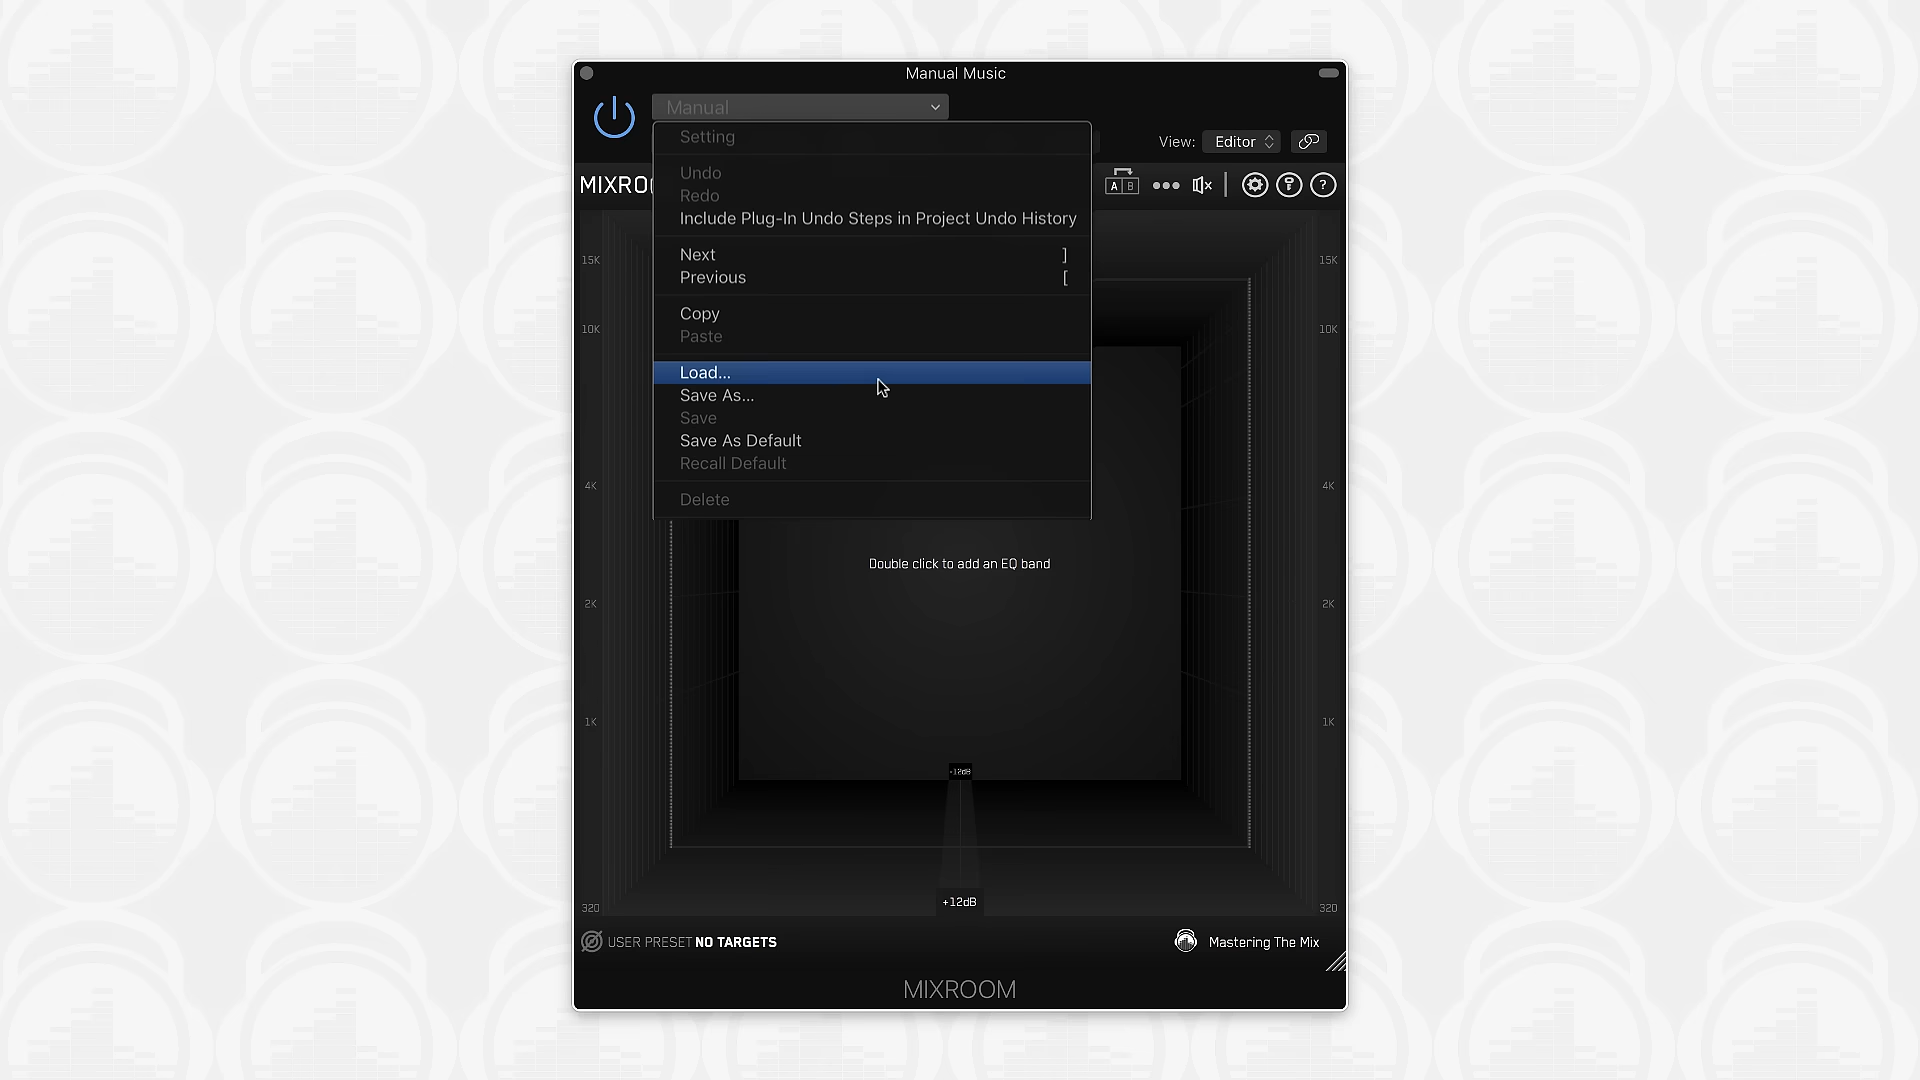 Manual Music
Manual
Setting
View: Editor
Undo
Redo
MIXRO
A B
?
Include Plug-In Undo Steps in Project Undo History
Next ]
Previous [
15K 15K
Copy
10K 10K
Paste
Load...
Save As...
Save
Save As Default
Recall Default
4K 4K
Delete
Double click to add an EQ band
2K 2K
1K 1K
-12dB
+12dB
320 320
USER PRESET NO TARGETS
Mastering The Mix
MIXROOM